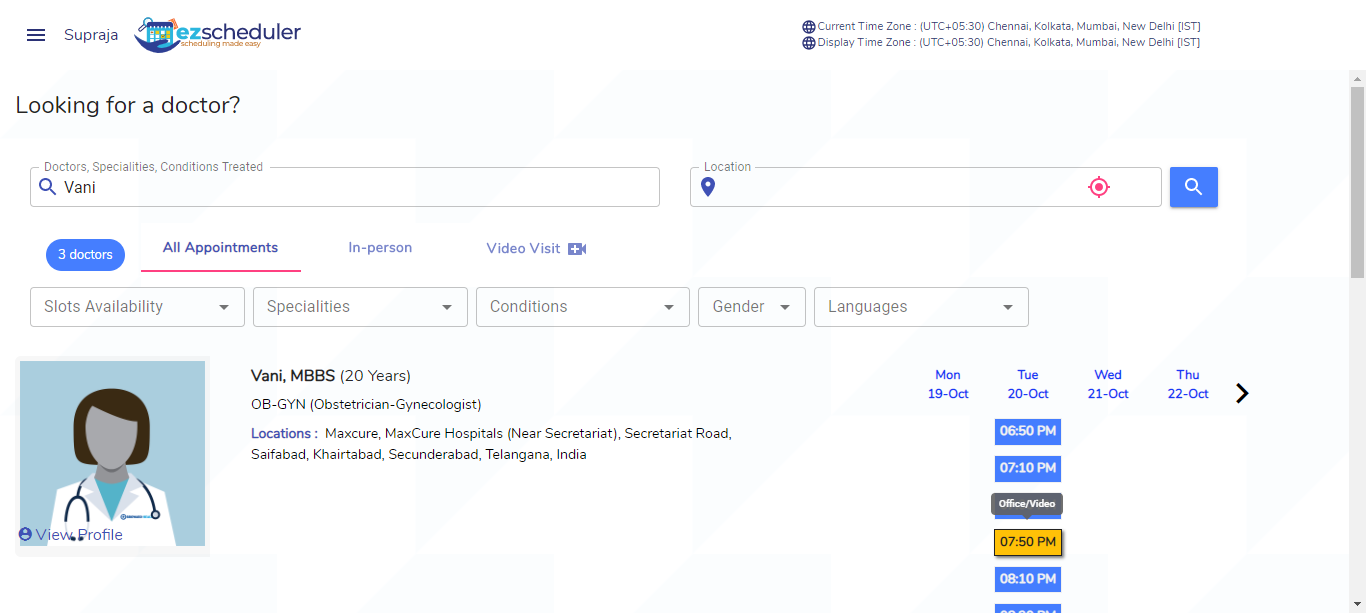 Supraja
ezscheduler
scheduling made easy
Current Time Zone : (UTC+05:30) Chennai, Kolkata, Mumbai, New Delhi [IST]
Display Time Zone : (UTC+05:30) Chennai, Kolkata, Mumbai, New Delhi [IST]
Looking for a doctor?
Doctors, Specialities, Conditions Treated
Vani
Location
3 doctors
All Appointments
In-person
Video Visit
Slots Availability
Specialities
Conditions
Gender
Languages
Vani, MBBS (20 Years)
OB-GYN (Obstetrician-Gynecologist)
Locations : Maxcure, MaxCure Hospitals (Near Secretariat), Secretariat Road,
Saifabad, Khairtabad, Secunderabad, Telangana, India
View Profile
Mon
19-Oct
Tue
20-Oct
Wed
21-Oct
Thu
22-Oct
06:50 PM
07:10 PM
Office/Video
07:50 PM
08:10 PM